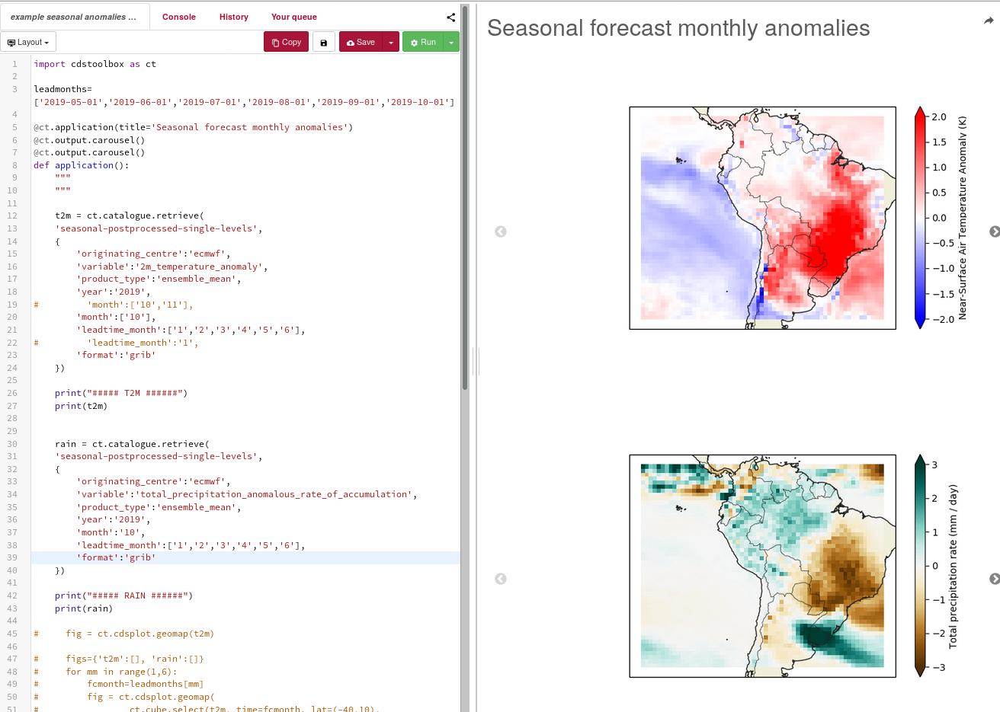 example seasonal anomalies ...
Console
History
Your queue
Layout
Copy
Save
Run
1 import cdstoolbox as ct
2
3 leadmonths=
['2019-05-01','2019-06-01','2019-07-01','2019-08-01','2019-09-01','2019-10-01']
4
5 @ct.application(title='Seasonal forecast monthly anomalies')
6 @ct.output.carousel()
7 @ct.output.carousel()
8 def application():
9     """
10     """
11
12     t2m = ct.catalogue.retrieve(
13     'seasonal-postprocessed-single-levels',
14     {
15         'originating_centre':'ecmwf',
16         'variable':'2m_temperature_anomaly',
17         'product_type':'ensemble_mean',
18         'year':'2019',
19 #         'month':['10','11'],
20         'month':['10'],
21         'leadtime_month':['1','2','3','4','5','6'],
22 #         'leadtime_month':'1',
23         'format':'grib'
24     })
25
26     print("##### T2M ######")
27     print(t2m)
28
29
30     rain = ct.catalogue.retrieve(
31     'seasonal-postprocessed-single-levels',
32     {
33         'originating_centre':'ecmwf',
34         'variable':'total_precipitation_anomalous_rate_of_accumulation',
35         'product_type':'ensemble_mean',
36         'year':'2019',
37         'month':'10',
38         'leadtime_month':['1','2','3','4','5','6'],
39         'format':'grib'
40     })
41
42     print("##### RAIN ######")
43     print(rain)
44
45 #     fig = ct.cdsplot.geomap(t2m)
46
47 #     figs={'t2m':[], 'rain':[]}
48 #     for mm in range(1,6):
49 #         fcmonth=leadmonths[mm]
50 #         fig = ct.cdsplot.geomap(
51 #                 ct.cube.select(t2m, time=fcmonth, lat=(-40,10),
Seasonal forecast monthly anomalies
2.0
1.5
1.0
0.5
0.0
−0.5
−1.0
−1.5
−2.0
Near-Surface Air Temperature Anomaly (K)
3
2
1
0
−1
−2
−3
Total precipitation rate (mm / day)